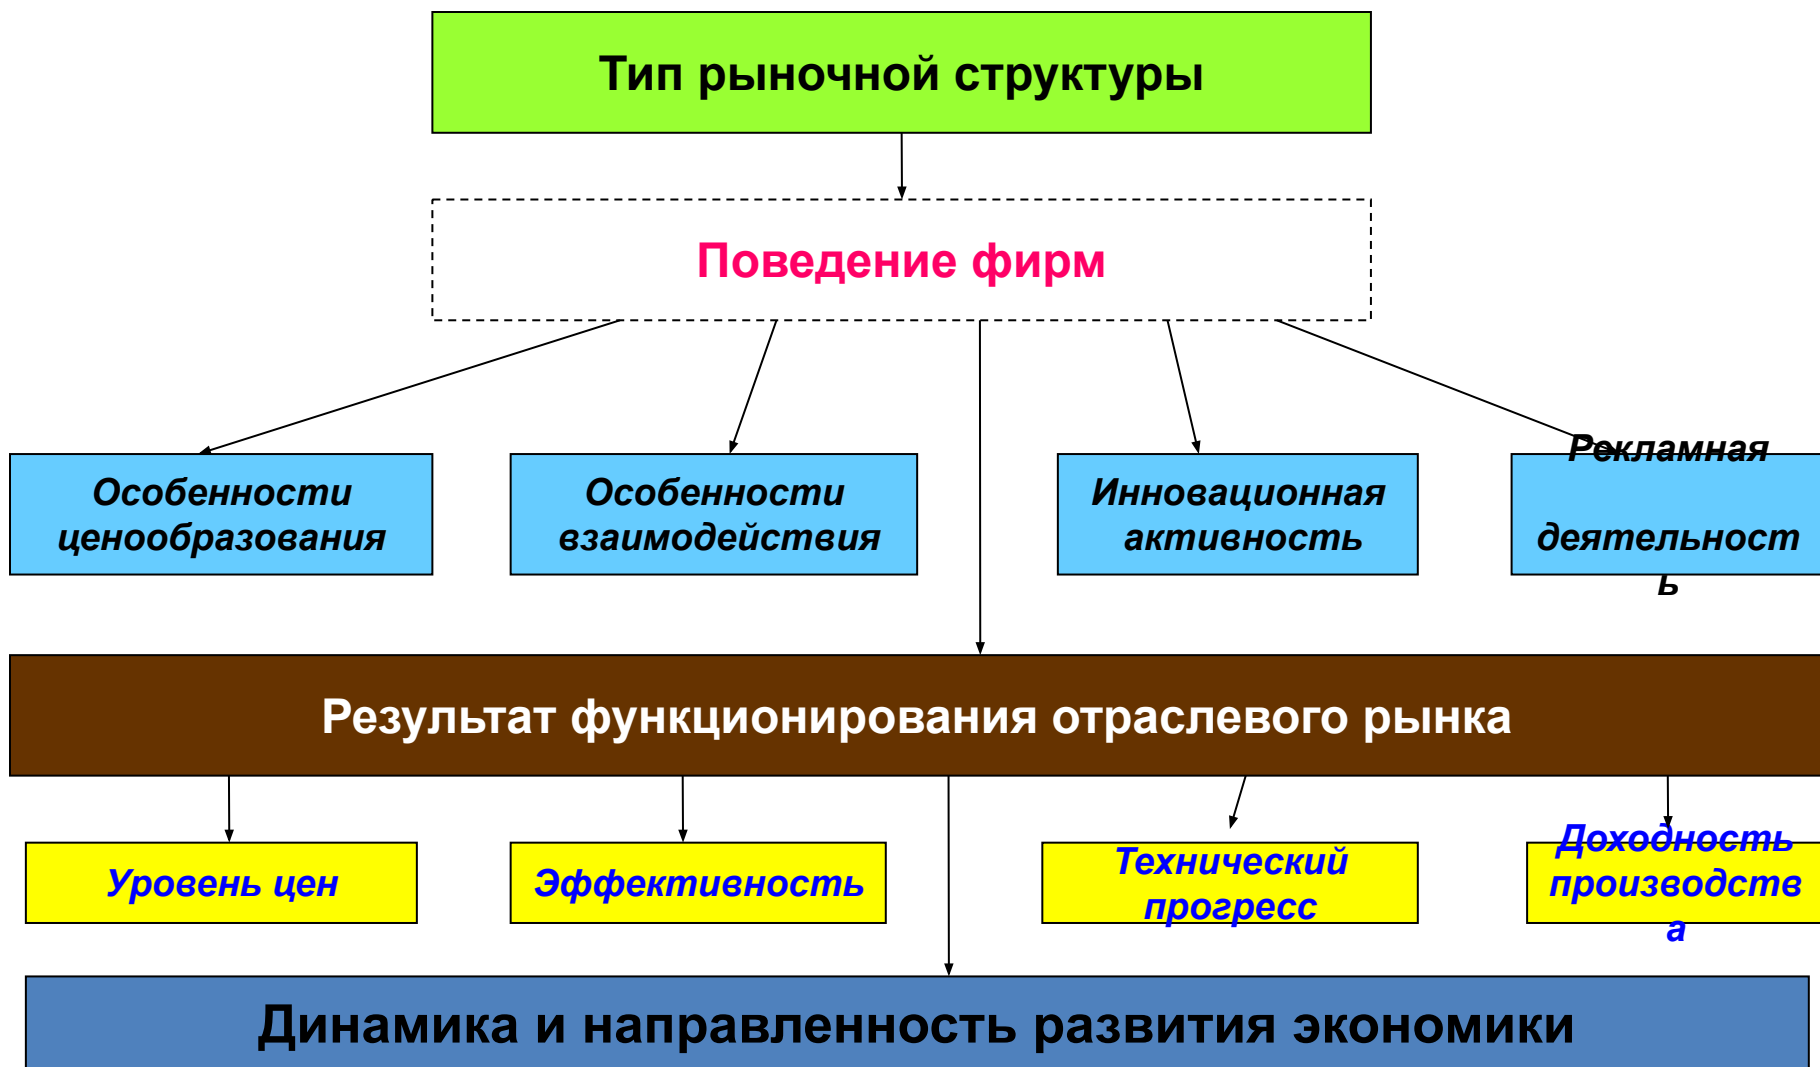 Тип рыночной структуры
Поведение фирм
Особенности
ценообразования
Особенности
взаимодействия
Инновационная
активность
Рекламная
деятельност
ь
Результат функционирования отраслевого рынка
Уровень цен
Эффективность
Технический
прогресс
Доходность
производств
а
Динамика и направленность развития экономики